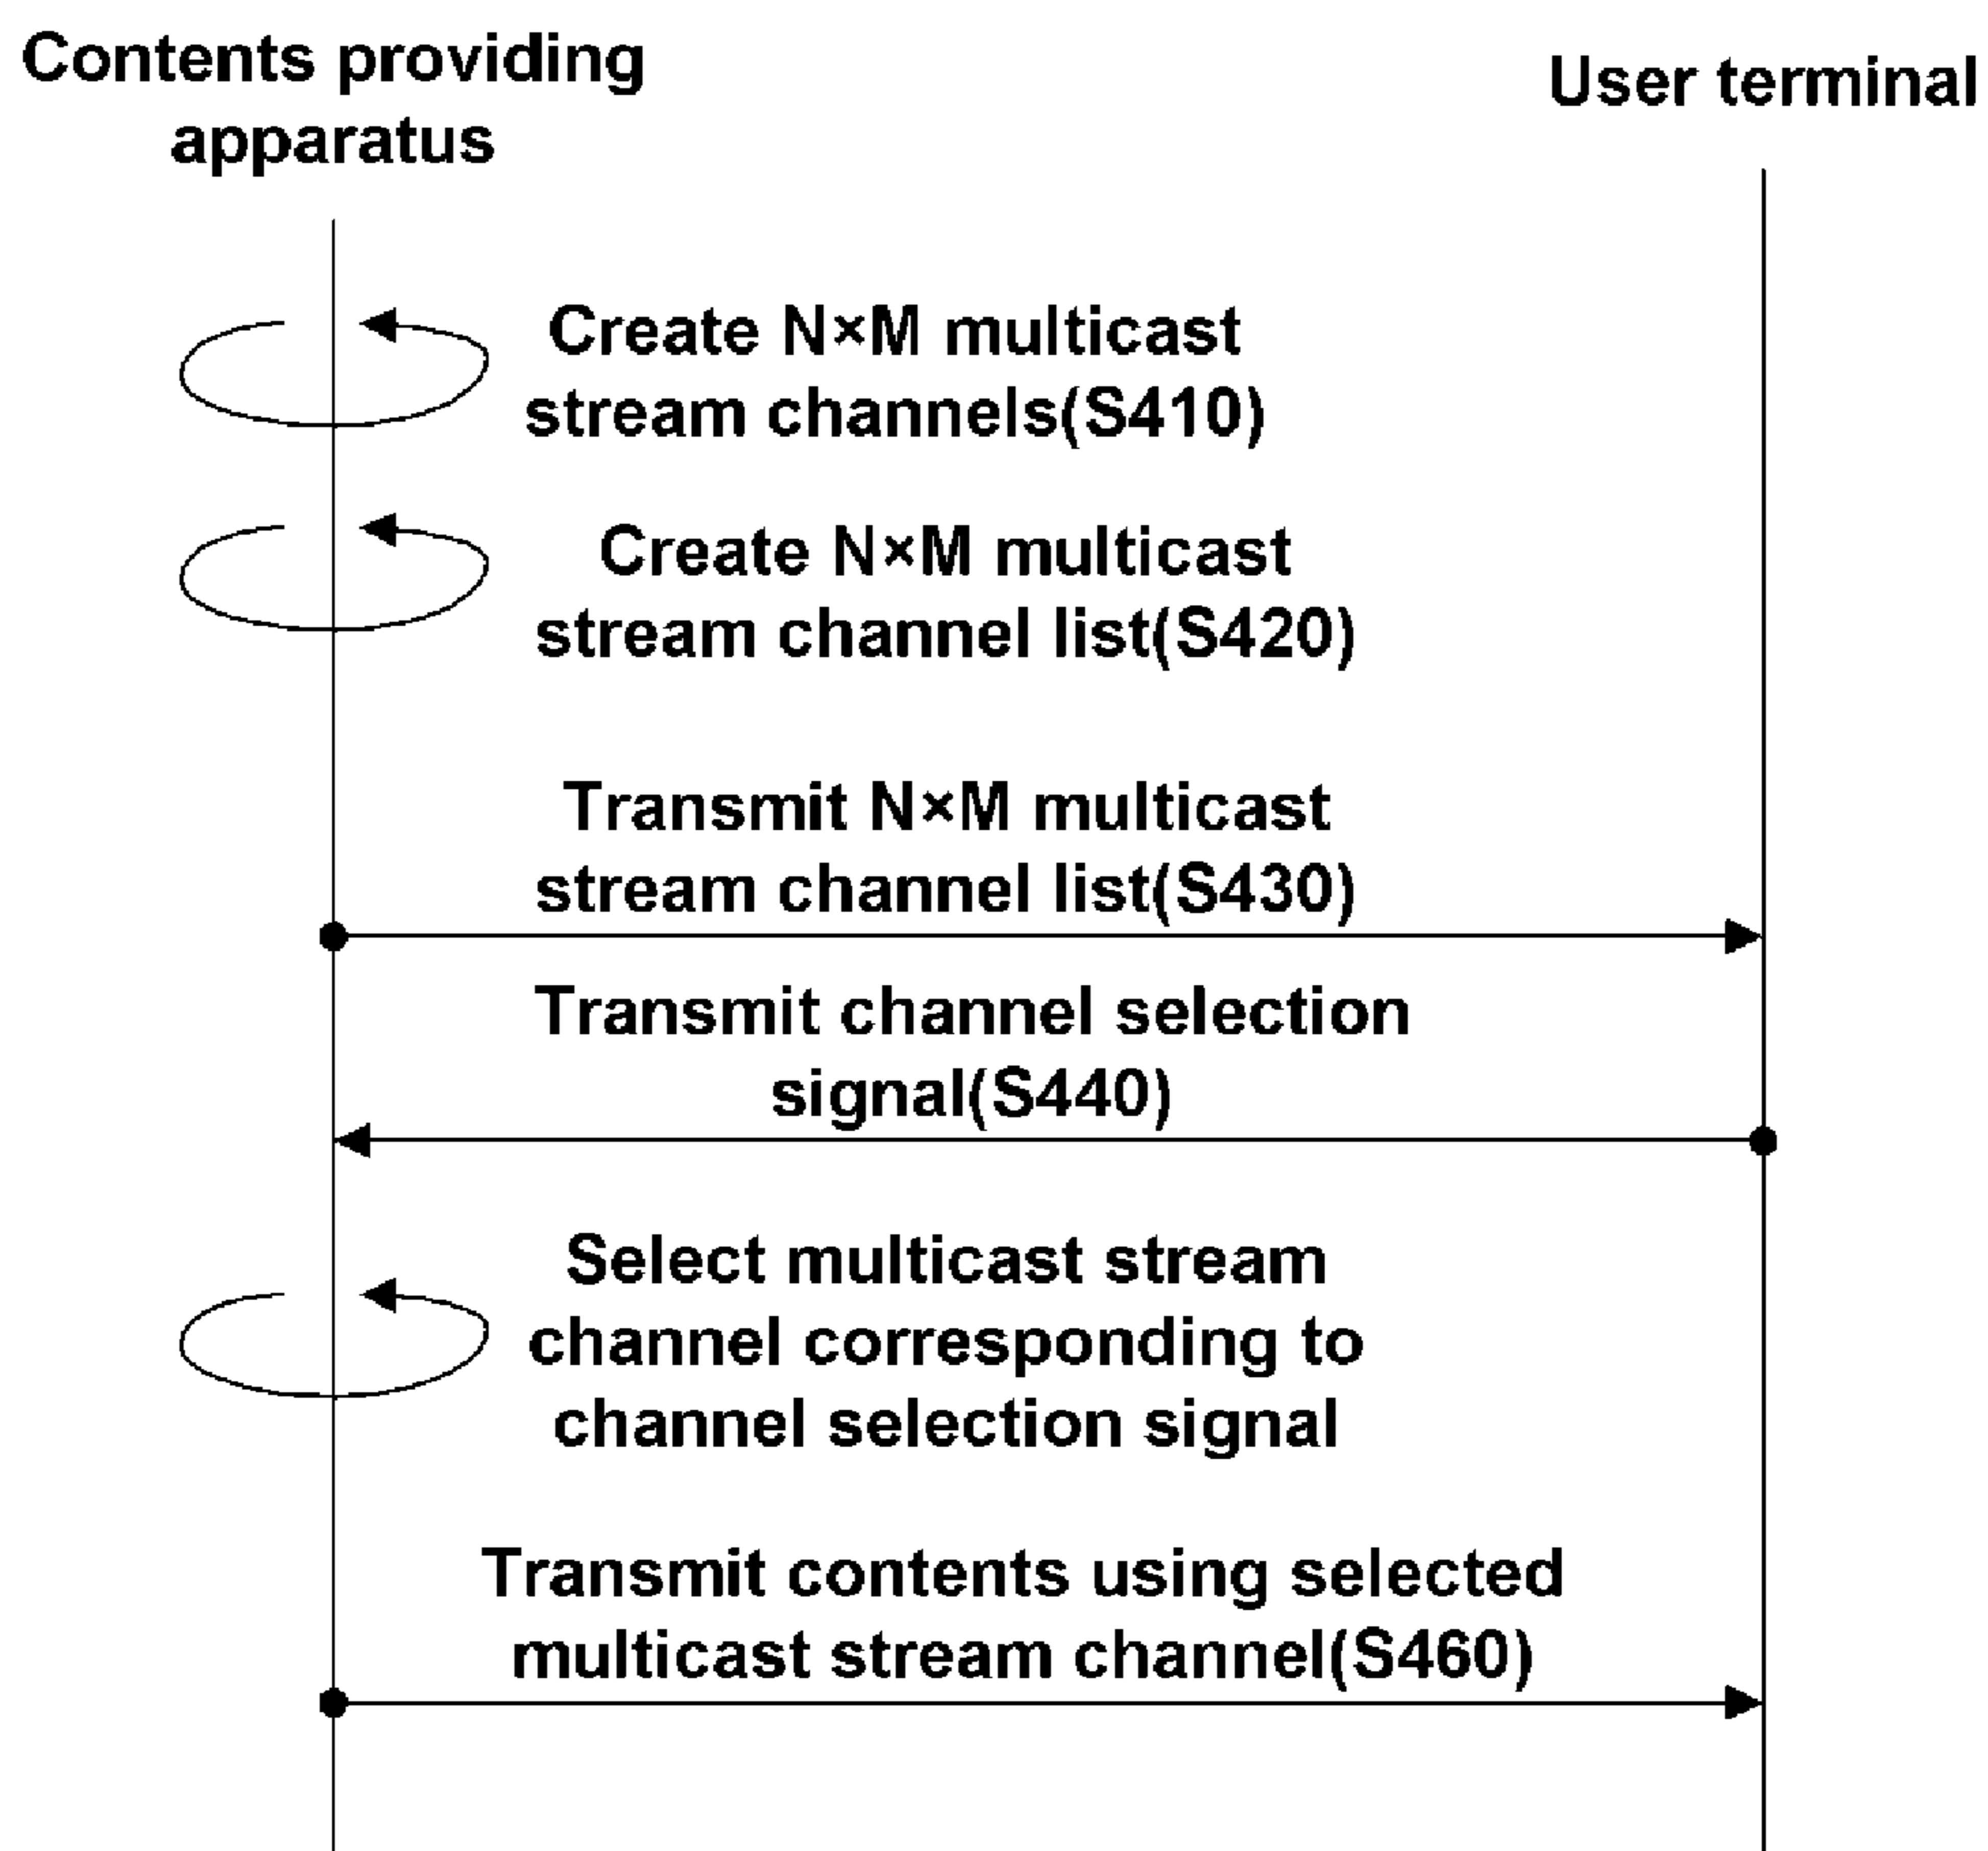 Contents providing
apparatus
User terminal
Create N×M multicast
stream channels(S410)
Create N×M multicast
stream channel list(S420)
Transmit N×M multicast
stream channel list(S430)
Transmit channel selection
signal(S440)
Select multicast stream
channel corresponding to
channel selection signal
Transmit contents using selected
multicast stream channel(S460)